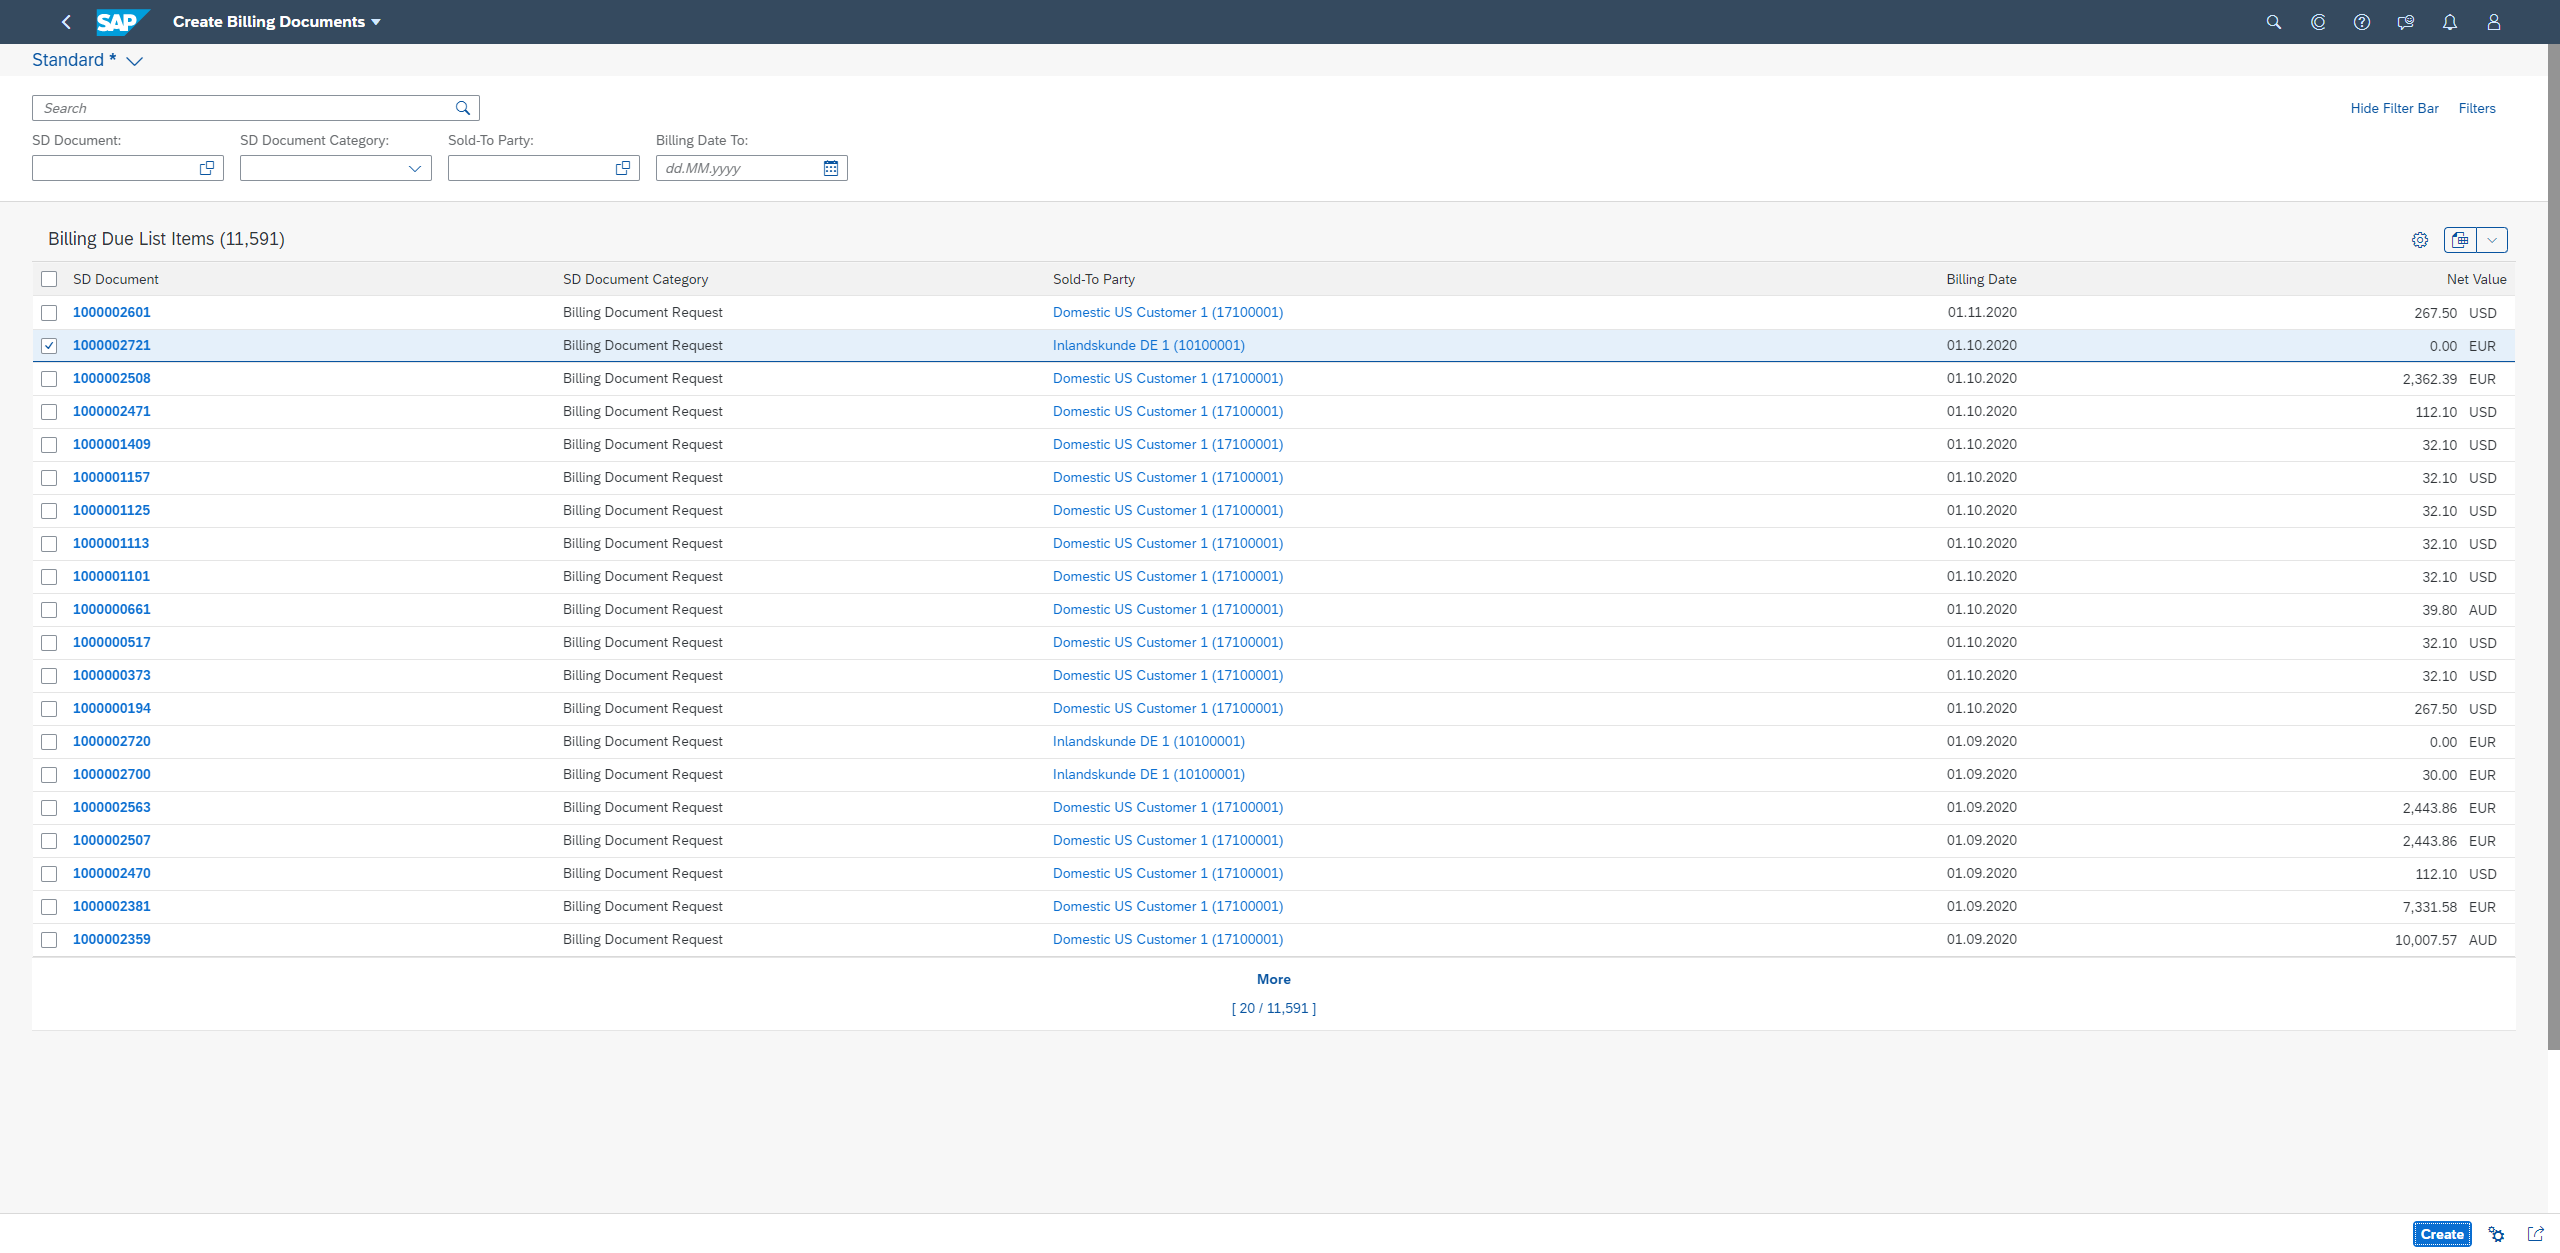 SAP Create Billing Documents
Standard *
Search
Hide Filter Bar Filters
SD Document: SD Document Category: Sold-To Party: Billing Date To:
dd.MM.yyyy
Billing Due List Items (11,591)
SD Document SD Document Category Sold-To Party Billing Date Net Value
1000002601 Billing Document Request Domestic US Customer 1 (17100001) 01.11.2020 267.50 USD
1000002721 Billing Document Request Inlandskunde DE 1 (10100001) 01.10.2020 0.00 EUR
1000002508 Billing Document Request Domestic US Customer 1 (17100001) 01.10.2020 2,362.39 EUR
1000002471 Billing Document Request Domestic US Customer 1 (17100001) 01.10.2020 112.10 USD
1000001409 Billing Document Request Domestic US Customer 1 (17100001) 01.10.2020 32.10 USD
1000001157 Billing Document Request Domestic US Customer 1 (17100001) 01.10.2020 32.10 USD
1000001125 Billing Document Request Domestic US Customer 1 (17100001) 01.10.2020 32.10 USD
1000001113 Billing Document Request Domestic US Customer 1 (17100001) 01.10.2020 32.10 USD
1000001101 Billing Document Request Domestic US Customer 1 (17100001) 01.10.2020 32.10 USD
1000000661 Billing Document Request Domestic US Customer 1 (17100001) 01.10.2020 39.80 AUD
1000000517 Billing Document Request Domestic US Customer 1 (17100001) 01.10.2020 32.10 USD
1000000373 Billing Document Request Domestic US Customer 1 (17100001) 01.10.2020 32.10 USD
1000000194 Billing Document Request Domestic US Customer 1 (17100001) 01.10.2020 267.50 USD
1000002720 Billing Document Request Inlandskunde DE 1 (10100001) 01.09.2020 0.00 EUR
1000002700 Billing Document Request Inlandskunde DE 1 (10100001) 01.09.2020 30.00 EUR
1000002563 Billing Document Request Domestic US Customer 1 (17100001) 01.09.2020 2,443.86 EUR
1000002507 Billing Document Request Domestic US Customer 1 (17100001) 01.09.2020 2,443.86 EUR
1000002470 Billing Document Request Domestic US Customer 1 (17100001) 01.09.2020 112.10 USD
1000002381 Billing Document Request Domestic US Customer 1 (17100001) 01.09.2020 7,331.58 EUR
1000002359 Billing Document Request Domestic US Customer 1 (17100001) 01.09.2020 10,007.57 AUD
More
[ 20 / 11,591 ]
Create